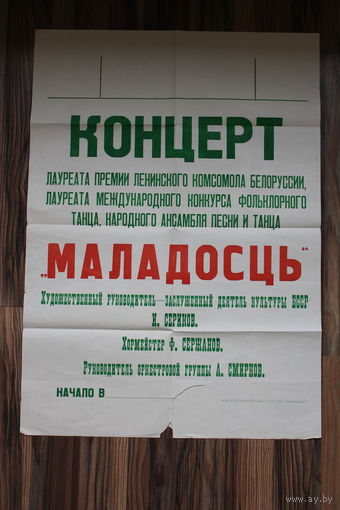 КОНЦЕРТ
ЛАУРЕАТА ПРЕМИИ ЛЕНИНСКОГО КОМСОМОЛА БЕЛОРУССИИ,
ЛАУРЕАТА МЕЖДУНАРОДНОГО КОНКУРСА ФОЛЬКЛОРНОГО
ТАНЦА, НАРОДНОГО АНСАМБЛЯ ПЕСНИ И ТАНЦА
„МАЛАДОСЦЬ“
Художественный руководитель—заслуженный деятель культуры БССР
И. СЕРИКОВ.
Хормейстер Ф. СЕРЖАНОВ.
Руководитель оркестровой группы А. СМИРНОВ.
НАЧАЛО В
www.ay.by